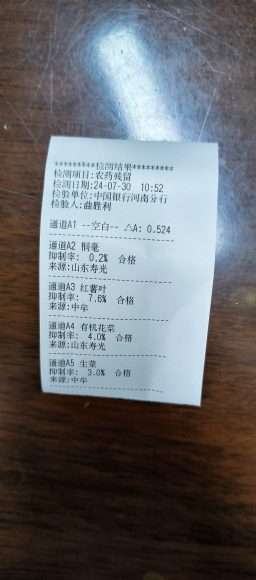 ********检测结果************
检测项目:农药残留
检测日期:24-07-30 10:52
检验单位:中国银行河南分行
检验人:曲胜利
通道A1 --空白-- △A: 0.524
通道A2 茼毫
抑制率: 0.2% 合格
来源:山东寿光
通道A3 红薯叶
抑制率: 7.6% 合格
来源:中牟
通道A4 有机花菜
抑制率: 4.0% 合格
来源:山东寿光
通道A5 生菜
抑制率: 3.0% 合格
来源:中牟